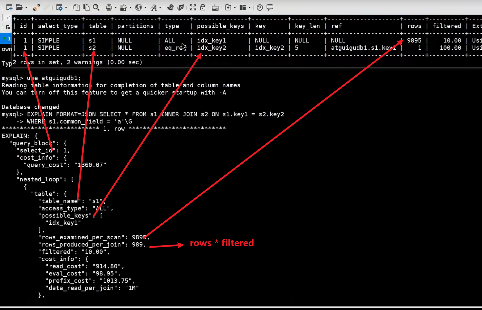 id | select_type | table | partitions | type | possible_keys | key | key_len | ref | rows | filtered |
1 | SIMPLE | s1 | NULL | ALL | idx_key1 | NULL | NULL | NULL | 9895 | 10.00 | Usi
1 | SIMPLE | s2 | NULL | idx_key2 | idx_key2 | 5 | atguigudb1.s1.key1 | 1 | 100.00 | Usi
2 rows in set, 2 warnings (0.00 sec)
mysql> use atguigudb1;
Reading table information for completion of table and column names
You can turn off this feature to get a quicker startup with -A
Database changed
mysql> EXPLAIN FORMAT=JSON SELECT * FROM s1 INNER JOIN s2 ON s1.key1 = s2.key2
-> WHERE s1.common_field = 'a'\G
*************************** 1. row ***************************
EXPLAIN: {
"query_block": {
"select_id": 1,
"cost_info": {
"query_cost": "1360.07"
},
"nested_loop": [
{
"table": {
"table_name": "s1",
"access_type": "ALL",
"possible_keys": [
"idx_key1"
],
"rows_examined_per_scan": 9895,
"rows_produced_per_join": 989,
rows * filtered
"filtered": "10.00",
"cost_info": {
"read_cost": "914.80",
"eval_cost": "98.95",
"prefix_cost": "1013.75",
"data_read_per_join": "1M"
},